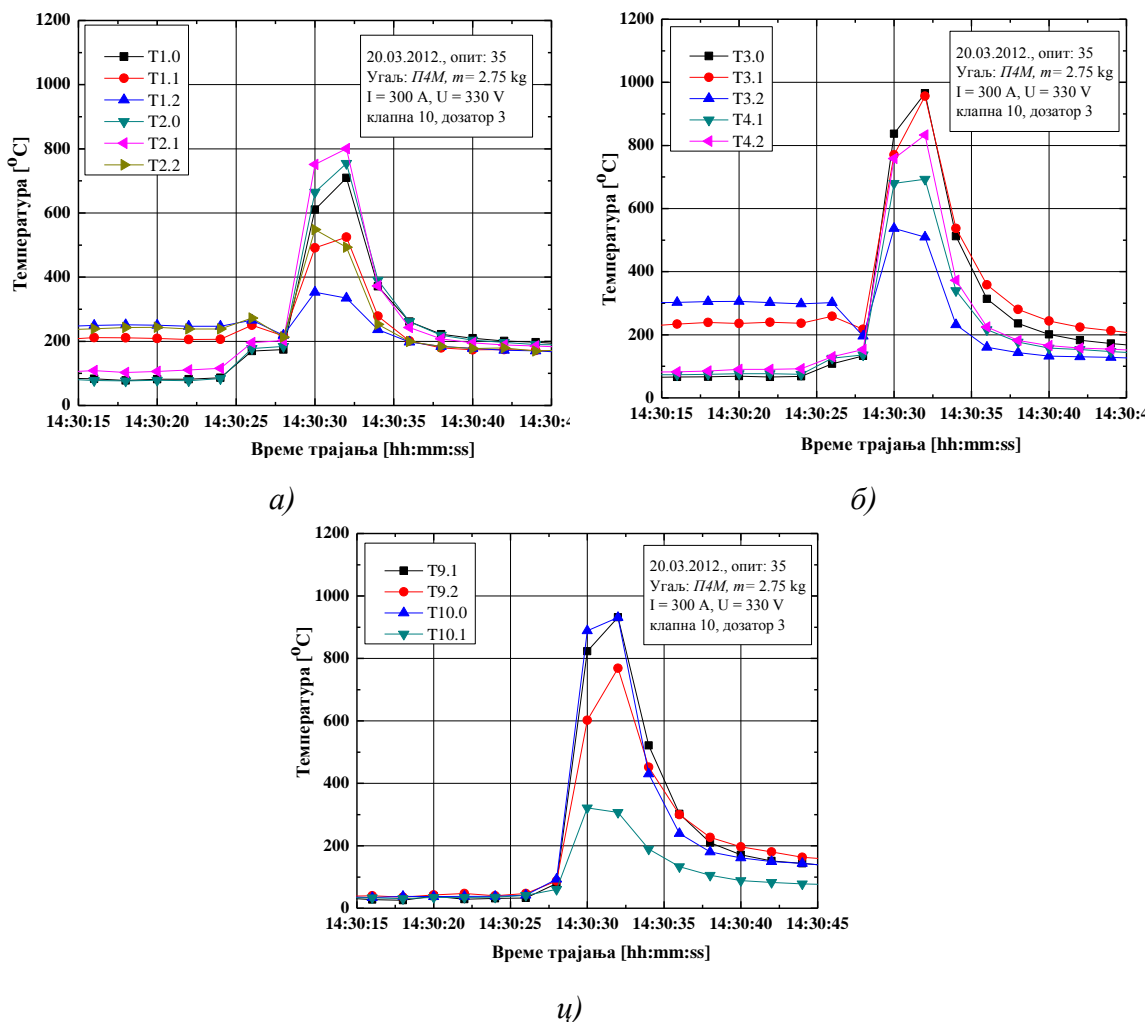 1200
1000
800
600
400
200
0
Температура [°C]
T1.0
T1.1
T1.2
T2.0
T2.1
T2.2
20.03.2012., опит: 35
Угаљ: П4М, m= 2.75 kg
I = 300 A, U = 330 V
клапна 10, дозатор 3
14:30:15 14:30:20 14:30:25 14:30:30 14:30:35 14:30:40 14:30:4
Време трајања [hh:mm:ss]
а)
1200
1000
800
600
400
200
0
Температура [°C]
T3.0
T3.1
T3.2
T4.1
T4.2
20.03.2012., опит: 35
Угаљ: П4М, m= 2.75 kg
I = 300 A, U = 330 V
клапна 10, дозатор 3
14:30:15 14:30:20 14:30:25 14:30:30 14:30:35 14:30:40 14:30:4
Време трајања [hh:mm:ss]
б)
1200
1000
800
600
400
200
0
Температура [°C]
T9.1
T9.2
T10.0
T10.1
20.03.2012., опит: 35
Угаљ: П4М, m= 2.75 kg
I = 300 A, U = 330 V
клапна 10, дозатор 3
14:30:15 14:30:20 14:30:25 14:30:30 14:30:35 14:30:40 14:30:45
Време трајања [hh:mm:ss]
ц)